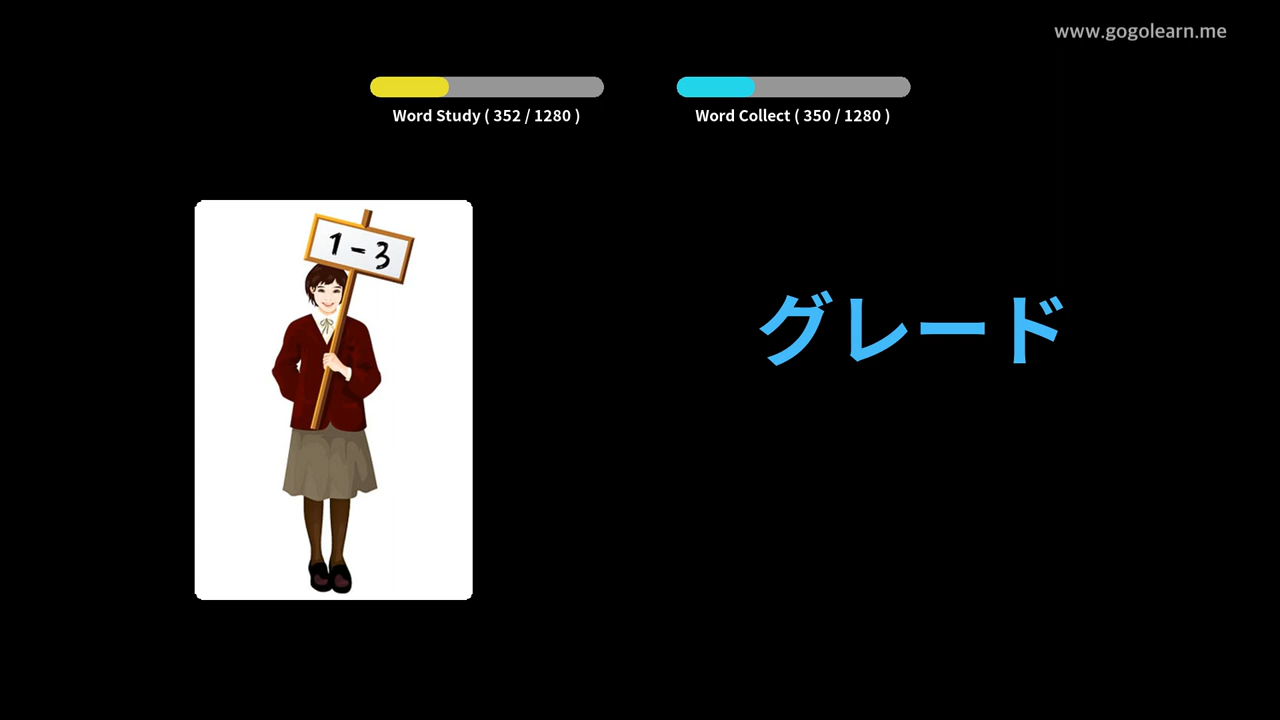 www.gogolearn.me
Word Study ( 352 / 1280 )
Word Collect ( 350 / 1280 )
1 - 3
グレード